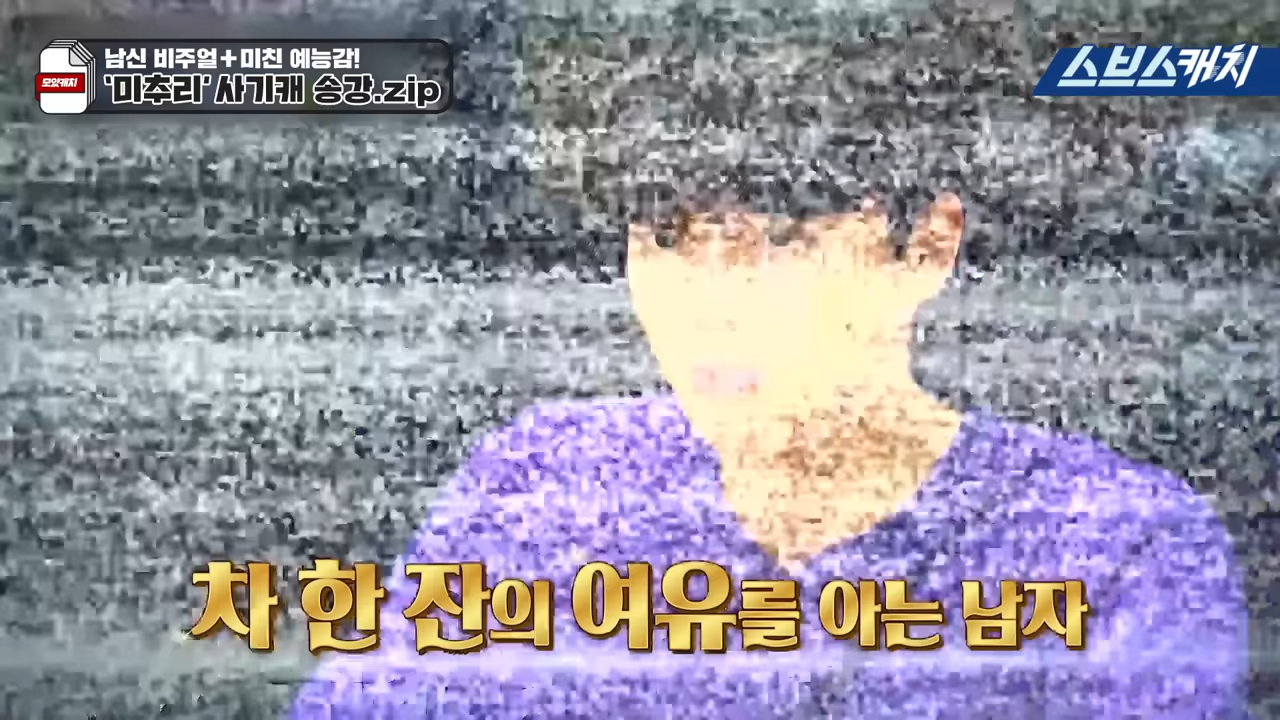 남신 비주얼+미친 예능감!
모았캐치
'미추리' 사기캐 송강.zip
스브스캐치
차 한 잔의 여유를 아는 남자